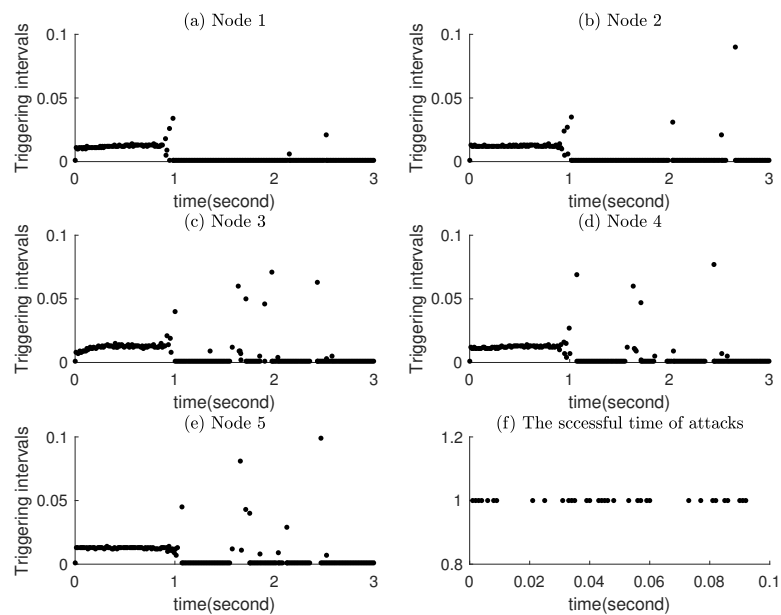 (a) Node 1
Triggering intervals
0.1
0.05
0
0 1 2 3
time(second)
(b) Node 2
Triggering intervals
0.1
0.05
0
0 1 2 3
time(second)
(c) Node 3
Triggering intervals
0.1
0.05
0
0 1 2 3
time(second)
(d) Node 4
Triggering intervals
0.1
0.05
0
0 1 2 3
time(second)
(e) Node 5
Triggering intervals
0.1
0.05
0
0 1 2 3
time(second)
(f) The sccessful time of attacks
1.2
1
0.8
0 0.02 0.04 0.06 0.08 0.1
time(second)